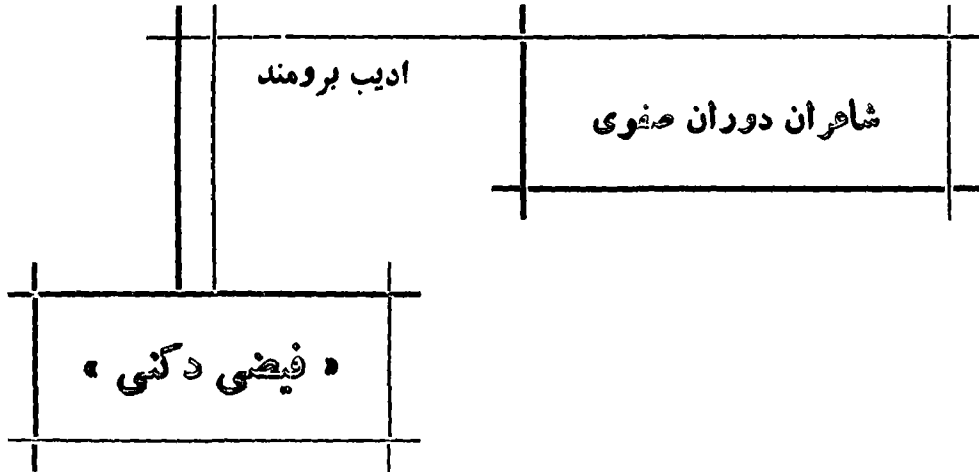 ادیب برومند
شاعران دوران صفوی
« فیضی دکنی »